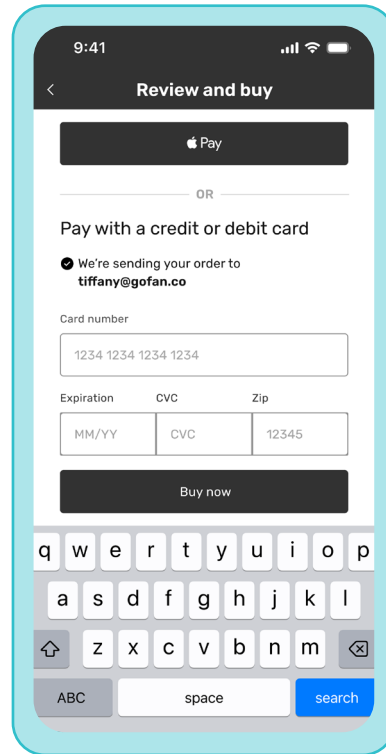 9:41
Review and buy
Pay
OR
Pay with a credit or debit card
We're sending your order to
tiffany@gofan.co
Card number
1234 1234 1234 1234
Expiration CVC Zip
MM/YY CVC 12345
Buy now
q w e r t y u i o p
a s d f g h j k l
z x c v b n m
ABC space search